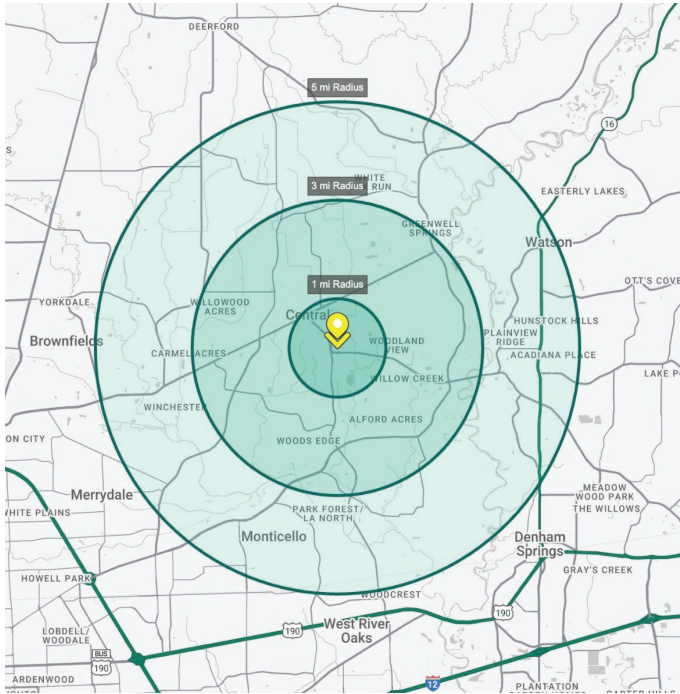 DEERFORD
5 mi Radius
16
WHITE
RUN
3 mi Radius
EASTERLY LAKES
GREENWELL
SPRINGS
Watson
1 mi Radius
OTT'S COVE
YORKDALE
WILLOWOOD
ACRES
Central
HUNSTOCK HILLS
Brownfields
WOODLAND
VIEW
PLAINVIEW
RIDGE
CARMEL ACRES
ACADIANA PLACE
WILLOW CREEK
LAKE
WINCHESTER
ALFORD ACRES
ON CITY
WOODS EDGE
Merrydale
MEADOW
WOOD PARK
THE WILLOWS
WHITE PLAINS
PARK FOREST/
LA NORTH
Monticello
Denham
Springs
HOWELL PARK
GRAY'S CREEK
WOODCREST
190
West River
Oaks
190
LOBDELL/
WOODALE
BUS
190
ARDENWOOD
12
PLANTATION